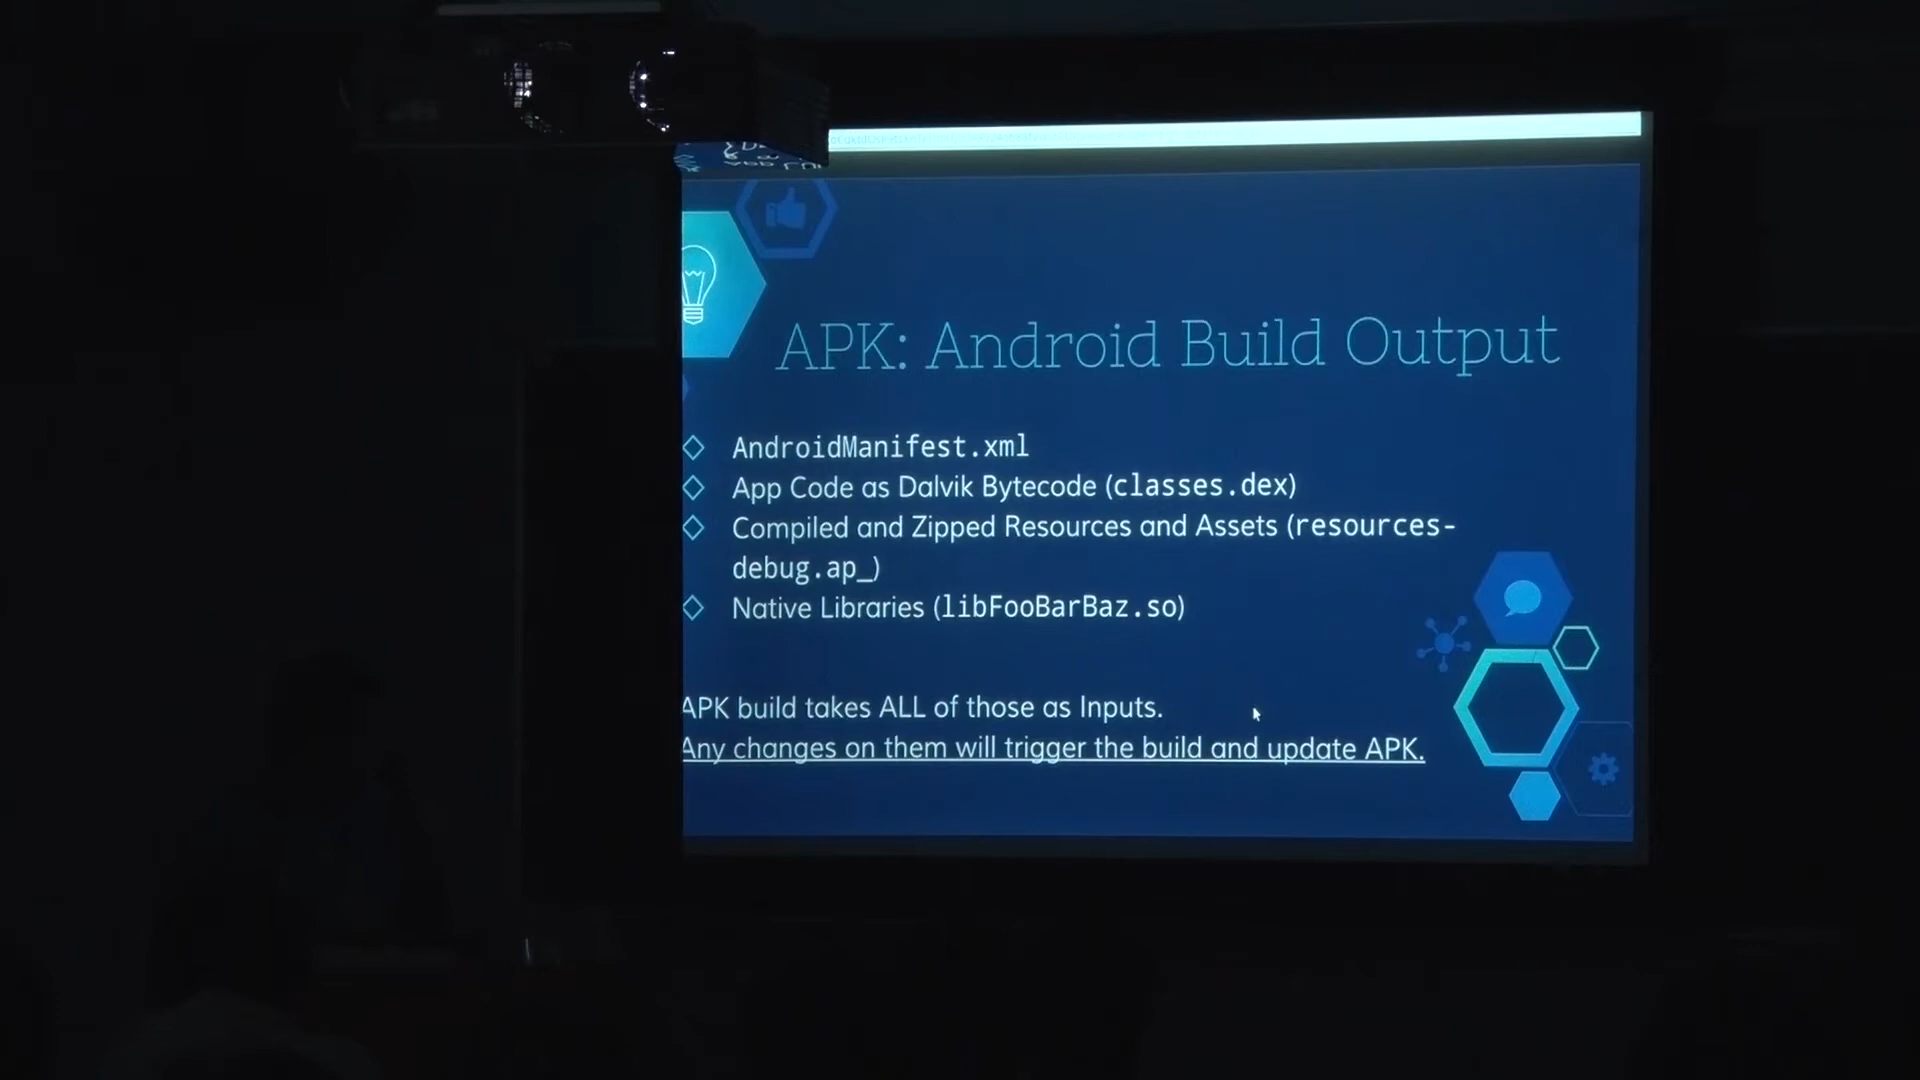 APK: Android Build Output
AndroidManifest.xml
App Code as Dalvik Bytecode (classes.dex)
Compiled and Zipped Resources and Assets (resources-
debug.ap_)
Native Libraries (libFooBarBaz.so)
APK build takes ALL of those as Inputs.
Any changes on them will trigger the build and update APK.